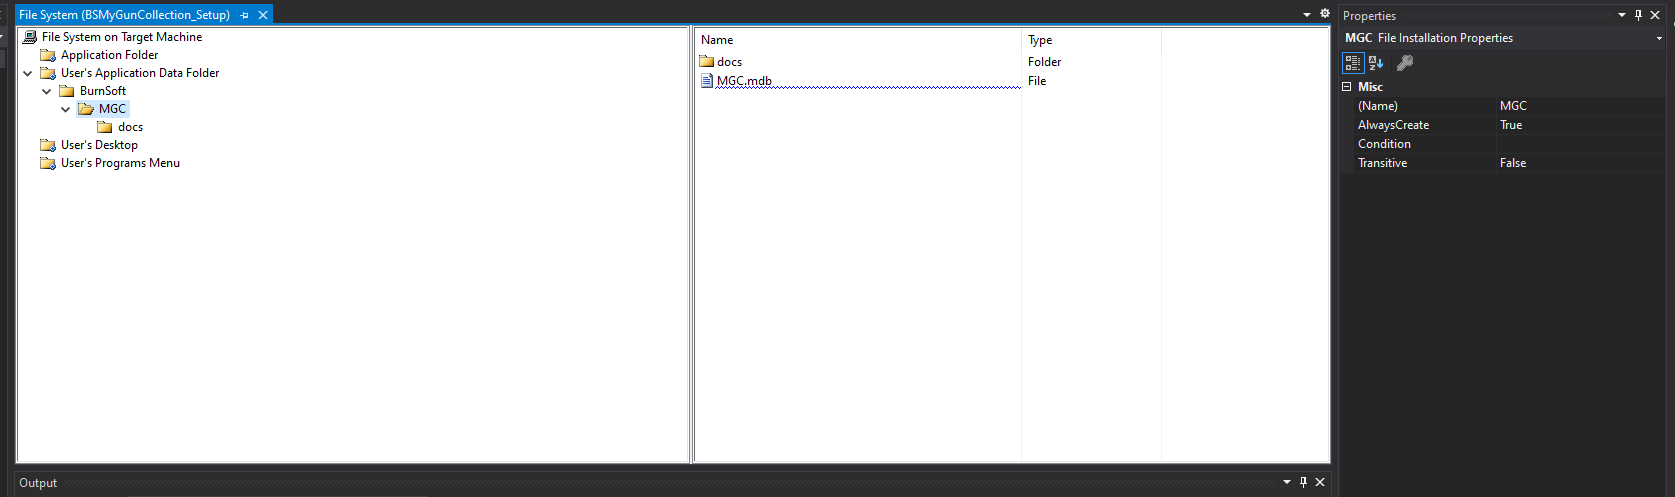 File System (BSMyGunCollection_Setup)
File System on Target Machine
Application Folder
User's Application Data Folder
BurnSoft
MGC
docs
User's Desktop
User's Programs Menu
Name Type
docs Folder
MGC.mdb File
Output
Properties
MGC File Installation Properties
Misc
(Name) MGC
AlwaysCreate True
Condition
Transitive False